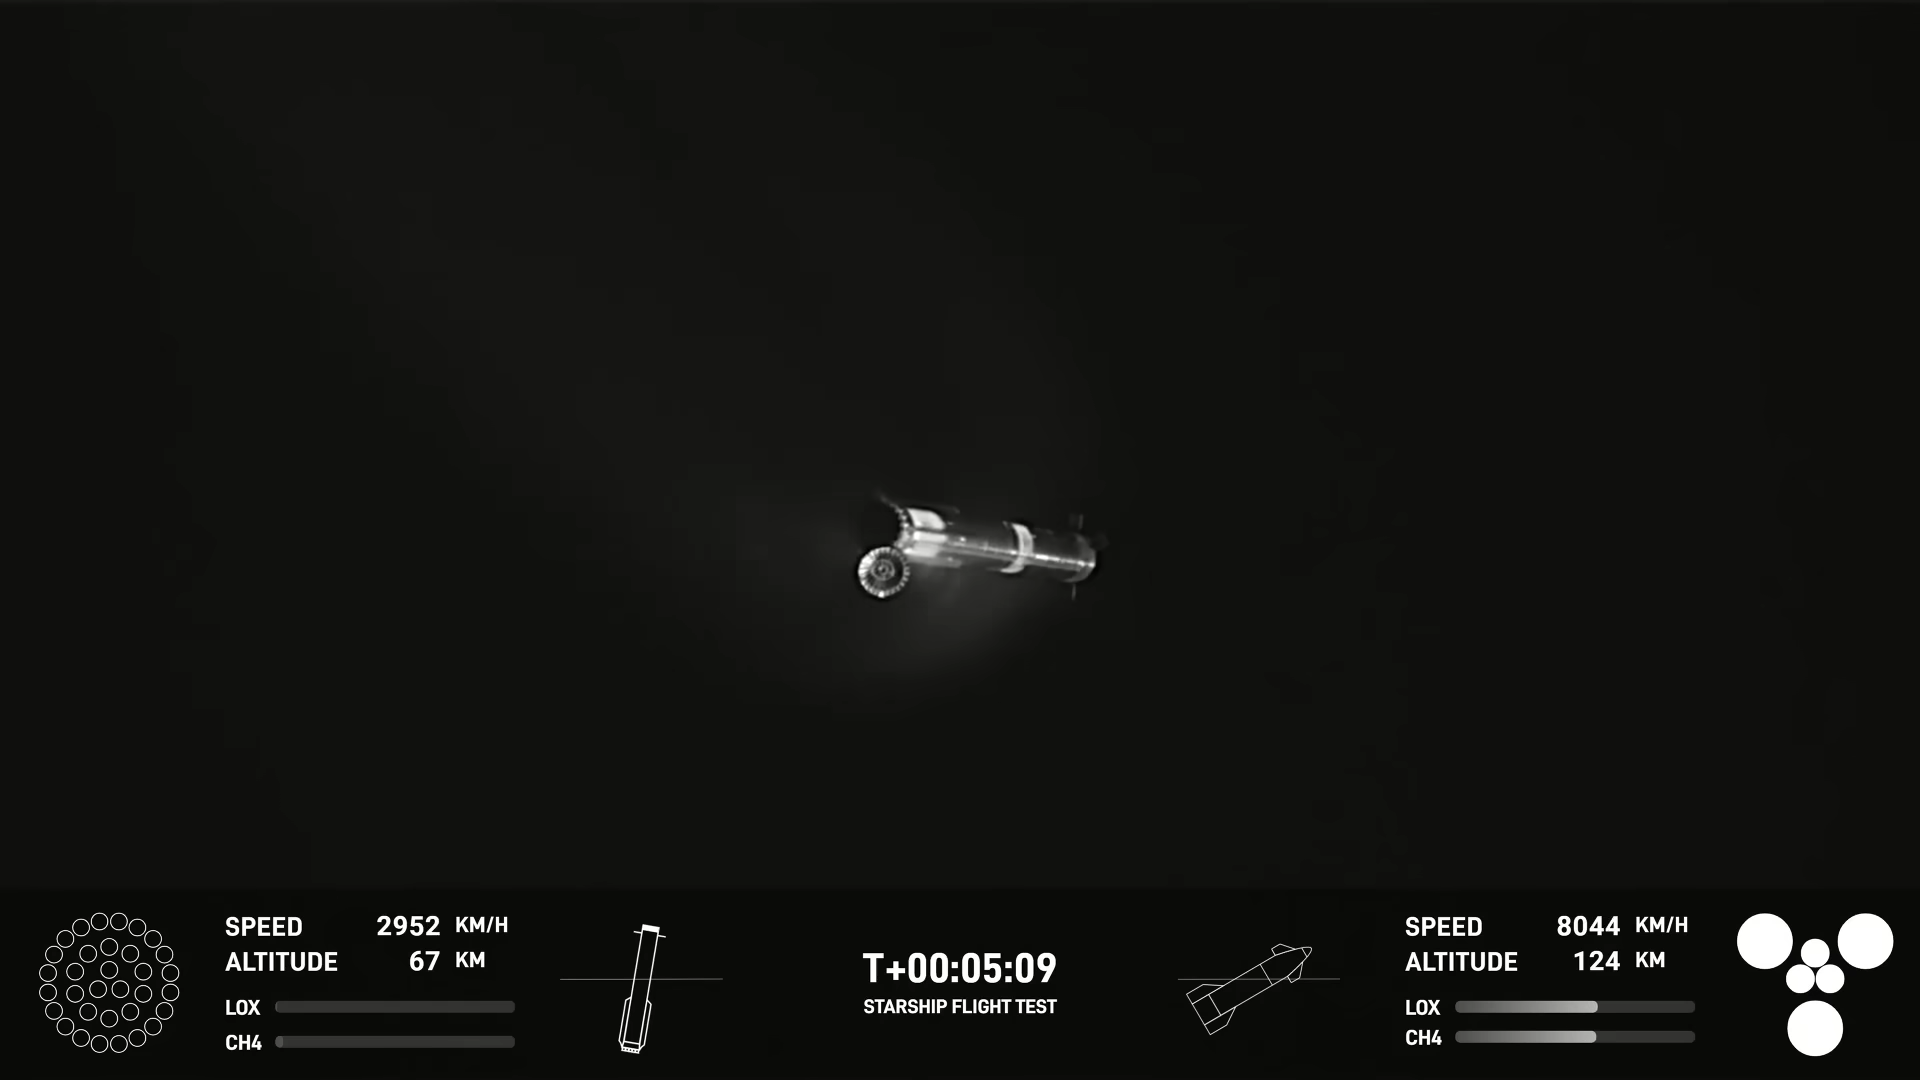 SPEED 2952 KM/H
ALTITUDE 67 KM
LOX
CH4
T+00:05:09
STARSHIP FLIGHT TEST
SPEED 8044 KM/H
ALTITUDE 124 KM
LOX
CH4